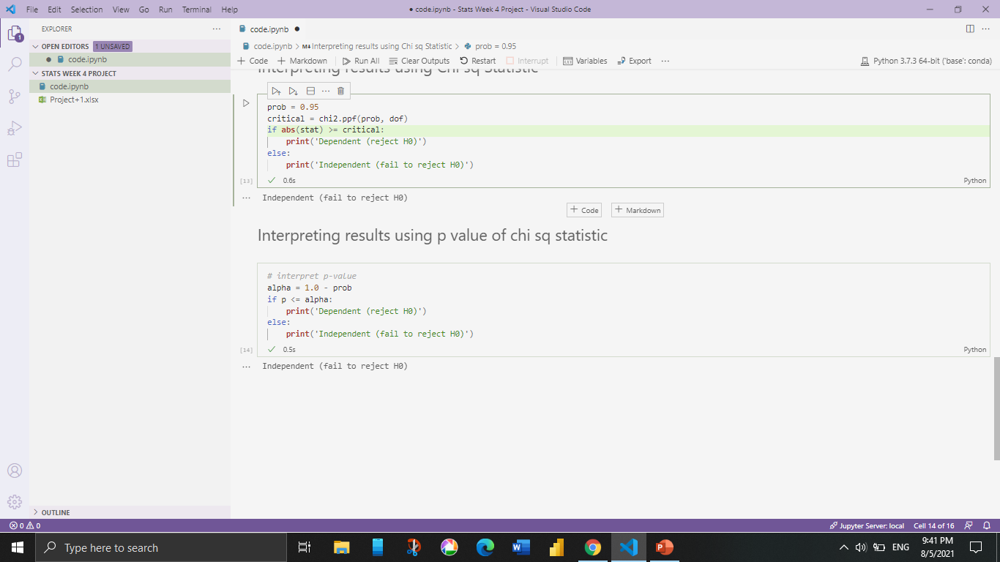 File Edit Selection View Go Run Terminal Help
● code.ipynb - Stats Week 4 Project - Visual Studio Code
1
EXPLORER
OPEN EDITORS 1 UNSAVED
code.ipynb
STATS WEEK 4 PROJECT
code.ipynb
Project+1.xlsx
OUTLINE
code.ipynb
code.ipynb > M↓ Interpreting results using Chi sq Statistic > prob = 0.95
+ Code + Markdown Run All Clear Outputs Restart Interrupt Variables Export ··· Python 3.7.3 64-bit ('base': conda)
Interpreting results using Chi sq Statistic
prob = 0.95
critical = chi2.ppf(prob, dof)
if abs(stat) >= critical:
print('Dependent (reject H0)')
else:
print('Independent (fail to reject H0)')
[13] 0.6s Python
Independent (fail to reject H0)
+ Code + Markdown
Interpreting results using p value of chi sq statistic
# interpret p-value
alpha = 1.0 - prob
if p <= alpha:
print('Dependent (reject H0)')
else:
print('Independent (fail to reject H0)')
[14] 0.5s Python
Independent (fail to reject H0)
0 0 Jupyter Server: local Cell 14 of 16
Type here to search
ENG
9:41 PM
8/5/2021